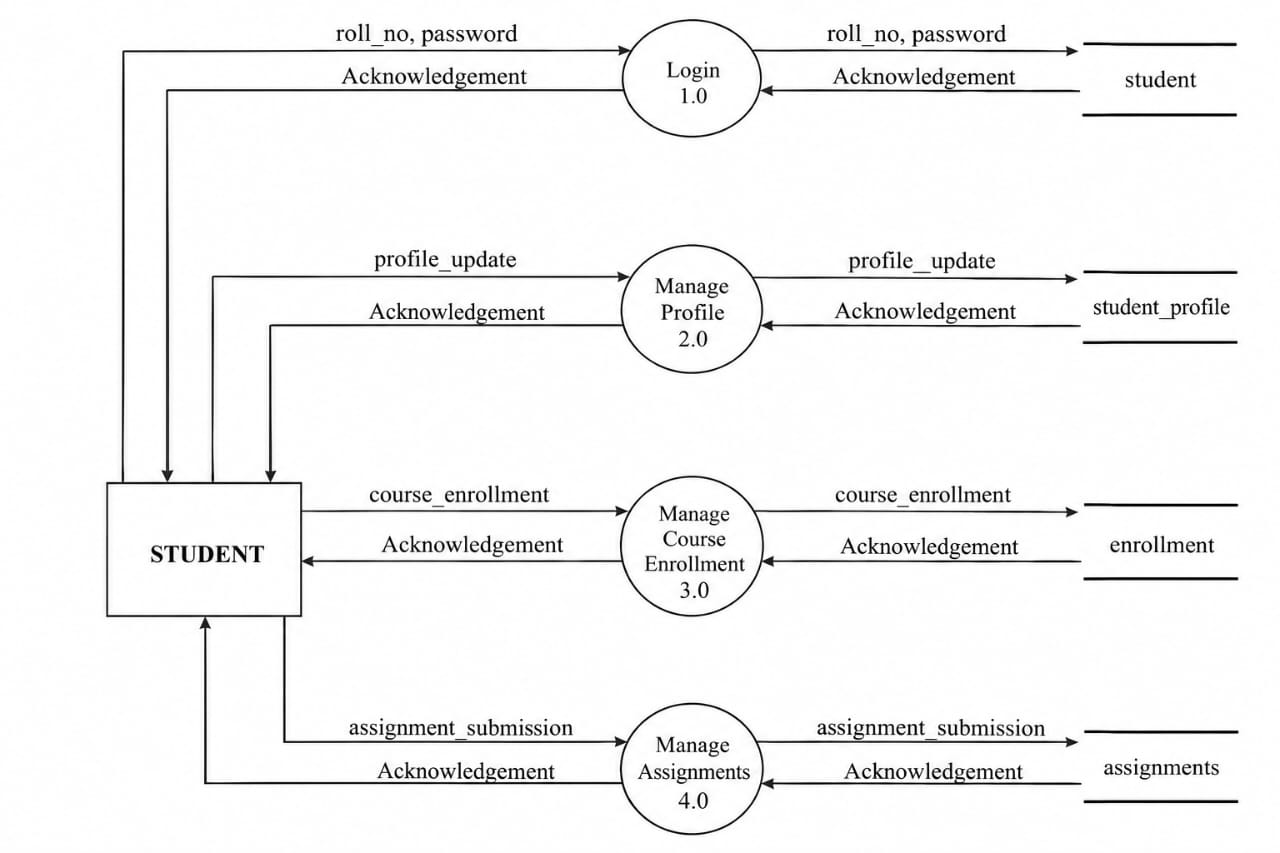 roll_no, password
roll_no, password
Acknowledgement
Login
1.0
Acknowledgement
student
profile_update
profile__update
Acknowledgement
Manage
Profile
2.0
Acknowledgement
student_profile
course_enrollment
course_enrollment
STUDENT
Acknowledgement
Manage
Course
Enrollment
3.0
Acknowledgement
enrollment
assignment_submission
assignment_submission
Acknowledgement
Manage
Assignments
4.0
Acknowledgement
assignments